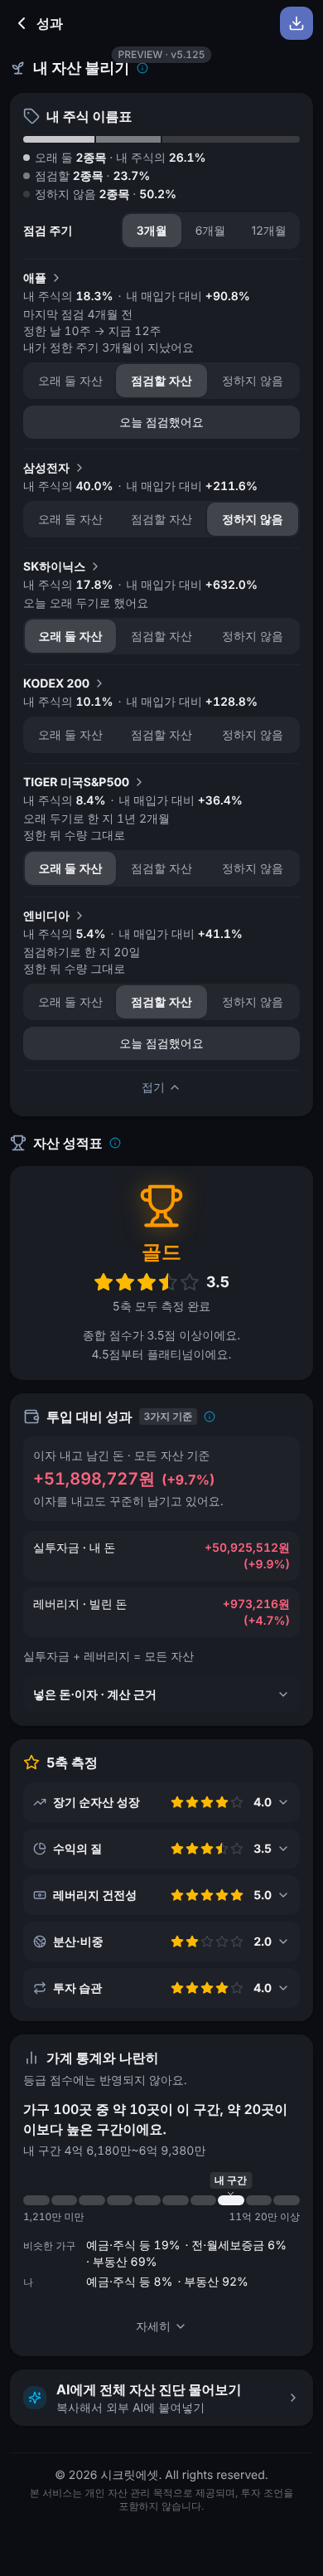 성과
PREVIEW · v5.125
내 자산 불리기
내 주식 이름표
오래 둘 2종목 · 내 주식의 26.1%
점검할 2종목 · 23.7%
정하지 않음 2종목 · 50.2%
점검 주기 3개월 6개월 12개월
애플
내 주식의 18.3% · 내 매입가 대비 +90.8%
마지막 점검 4개월 전
정한 날 10주 → 지금 12주
내가 정한 주기 3개월이 지났어요
오래 둘 자산 점검할 자산 정하지 않음
오늘 점검했어요
삼성전자
내 주식의 40.0% · 내 매입가 대비 +211.6%
오래 둘 자산 점검할 자산 정하지 않음
SK하이닉스
내 주식의 17.8% · 내 매입가 대비 +632.0%
오늘 오래 두기로 했어요
오래 둘 자산 점검할 자산 정하지 않음
KODEX 200
내 주식의 10.1% · 내 매입가 대비 +128.8%
오래 둘 자산 점검할 자산 정하지 않음
TIGER 미국S&P500
내 주식의 8.4% · 내 매입가 대비 +36.4%
오래 두기로 한 지 1년 2개월
정한 뒤 수량 그대로
오래 둘 자산 점검할 자산 정하지 않음
엔비디아
내 주식의 5.4% · 내 매입가 대비 +41.1%
점검하기로 한 지 20일
정한 뒤 수량 그대로
오래 둘 자산 점검할 자산 정하지 않음
오늘 점검했어요
접기
자산 성적표
골드
3.5
5축 모두 측정 완료
종합 점수가 3.5점 이상이에요.
4.5점부터 플래티넘이에요.
투입 대비 성과 3가지 기준
이자 내고 남긴 돈 · 모든 자산 기준
+51,898,727원 (+9.7%)
이자를 내고도 꾸준히 남기고 있어요.
실투자금 · 내 돈 +50,925,512원
(+9.9%)
레버리지 · 빌린 돈 +973,216원
(+4.7%)
실투자금 + 레버리지 = 모든 자산
넣은 돈·이자 · 계산 근거
5축 측정
장기 순자산 성장 4.0
수익의 질 3.5
레버리지 건전성 5.0
분산·비중 2.0
투자 습관 4.0
가계 통계와 나란히
등급 점수에는 반영되지 않아요.
가구 100곳 중 약 10곳이 이 구간, 약 20곳이
이보다 높은 구간이에요.
내 구간 4억 6,180만~6억 9,380만
내 구간
1,210만 미만 11억 20만 이상
비슷한 가구 예금·주식 등 19% · 전·월세보증금 6%
· 부동산 69%
나 예금·주식 등 8% · 부동산 92%
자세히
AI에게 전체 자산 진단 물어보기
복사해서 외부 AI에 붙여넣기
© 2026 시크릿에셋. All rights reserved.
본 서비스는 개인 자산 관리 목적으로 제공되며, 투자 조언을
포함하지 않습니다.